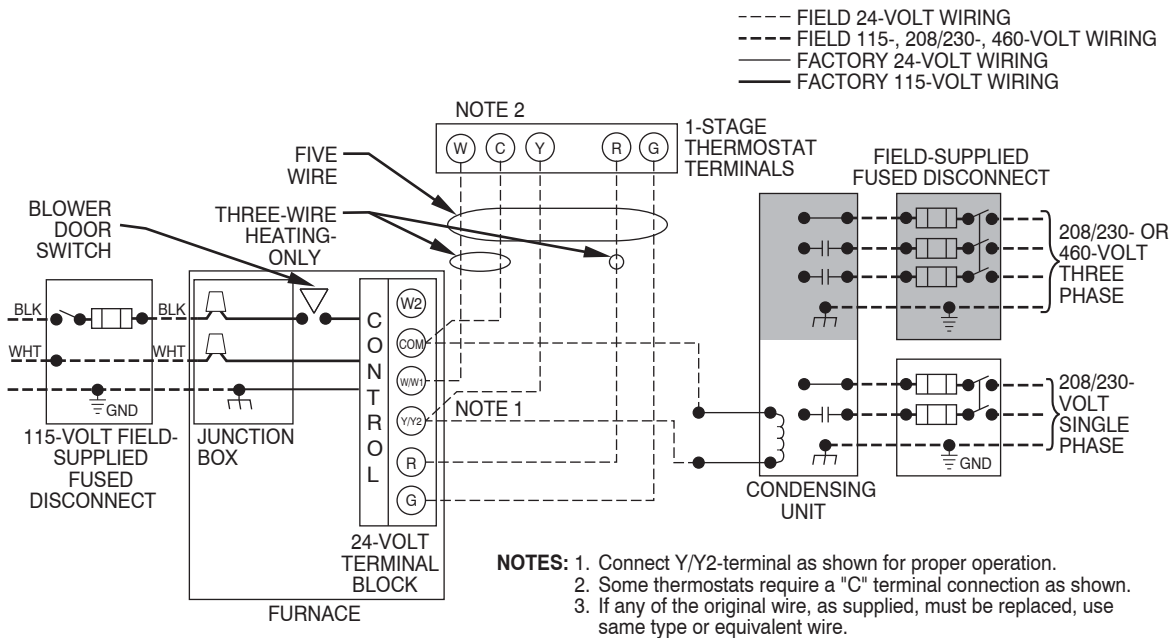 FIELD 24-VOLT WIRING
FIELD 115-, 208/230-, 460-VOLT WIRING
FACTORY 24-VOLT WIRING
FACTORY 115-VOLT WIRING
NOTE 2
W C Y R G
1-STAGE
THERMOSTAT
TERMINALS
FIVE
WIRE
THREE-WIRE
HEATING-
ONLY
BLOWER
DOOR
SWITCH
FIELD-SUPPLIED
FUSED DISCONNECT
208/230- OR
460-VOLT
THREE
PHASE
BLK
BLK
WHT
WHT
GND
115-VOLT FIELD-
SUPPLIED
FUSED
DISCONNECT
JUNCTION
BOX
CONTROL
W2
COM
W/W1
Y/Y2
R
G
NOTE 1
24-VOLT
TERMINAL
BLOCK
FURNACE
208/230-
VOLT
SINGLE
PHASE
GND
CONDENSING
UNIT
NOTES: 1. Connect Y/Y2-terminal as shown for proper operation.
2. Some thermostats require a "C" terminal connection as shown.
3. If any of the original wire, as supplied, must be replaced, use
same type or equivalent wire.